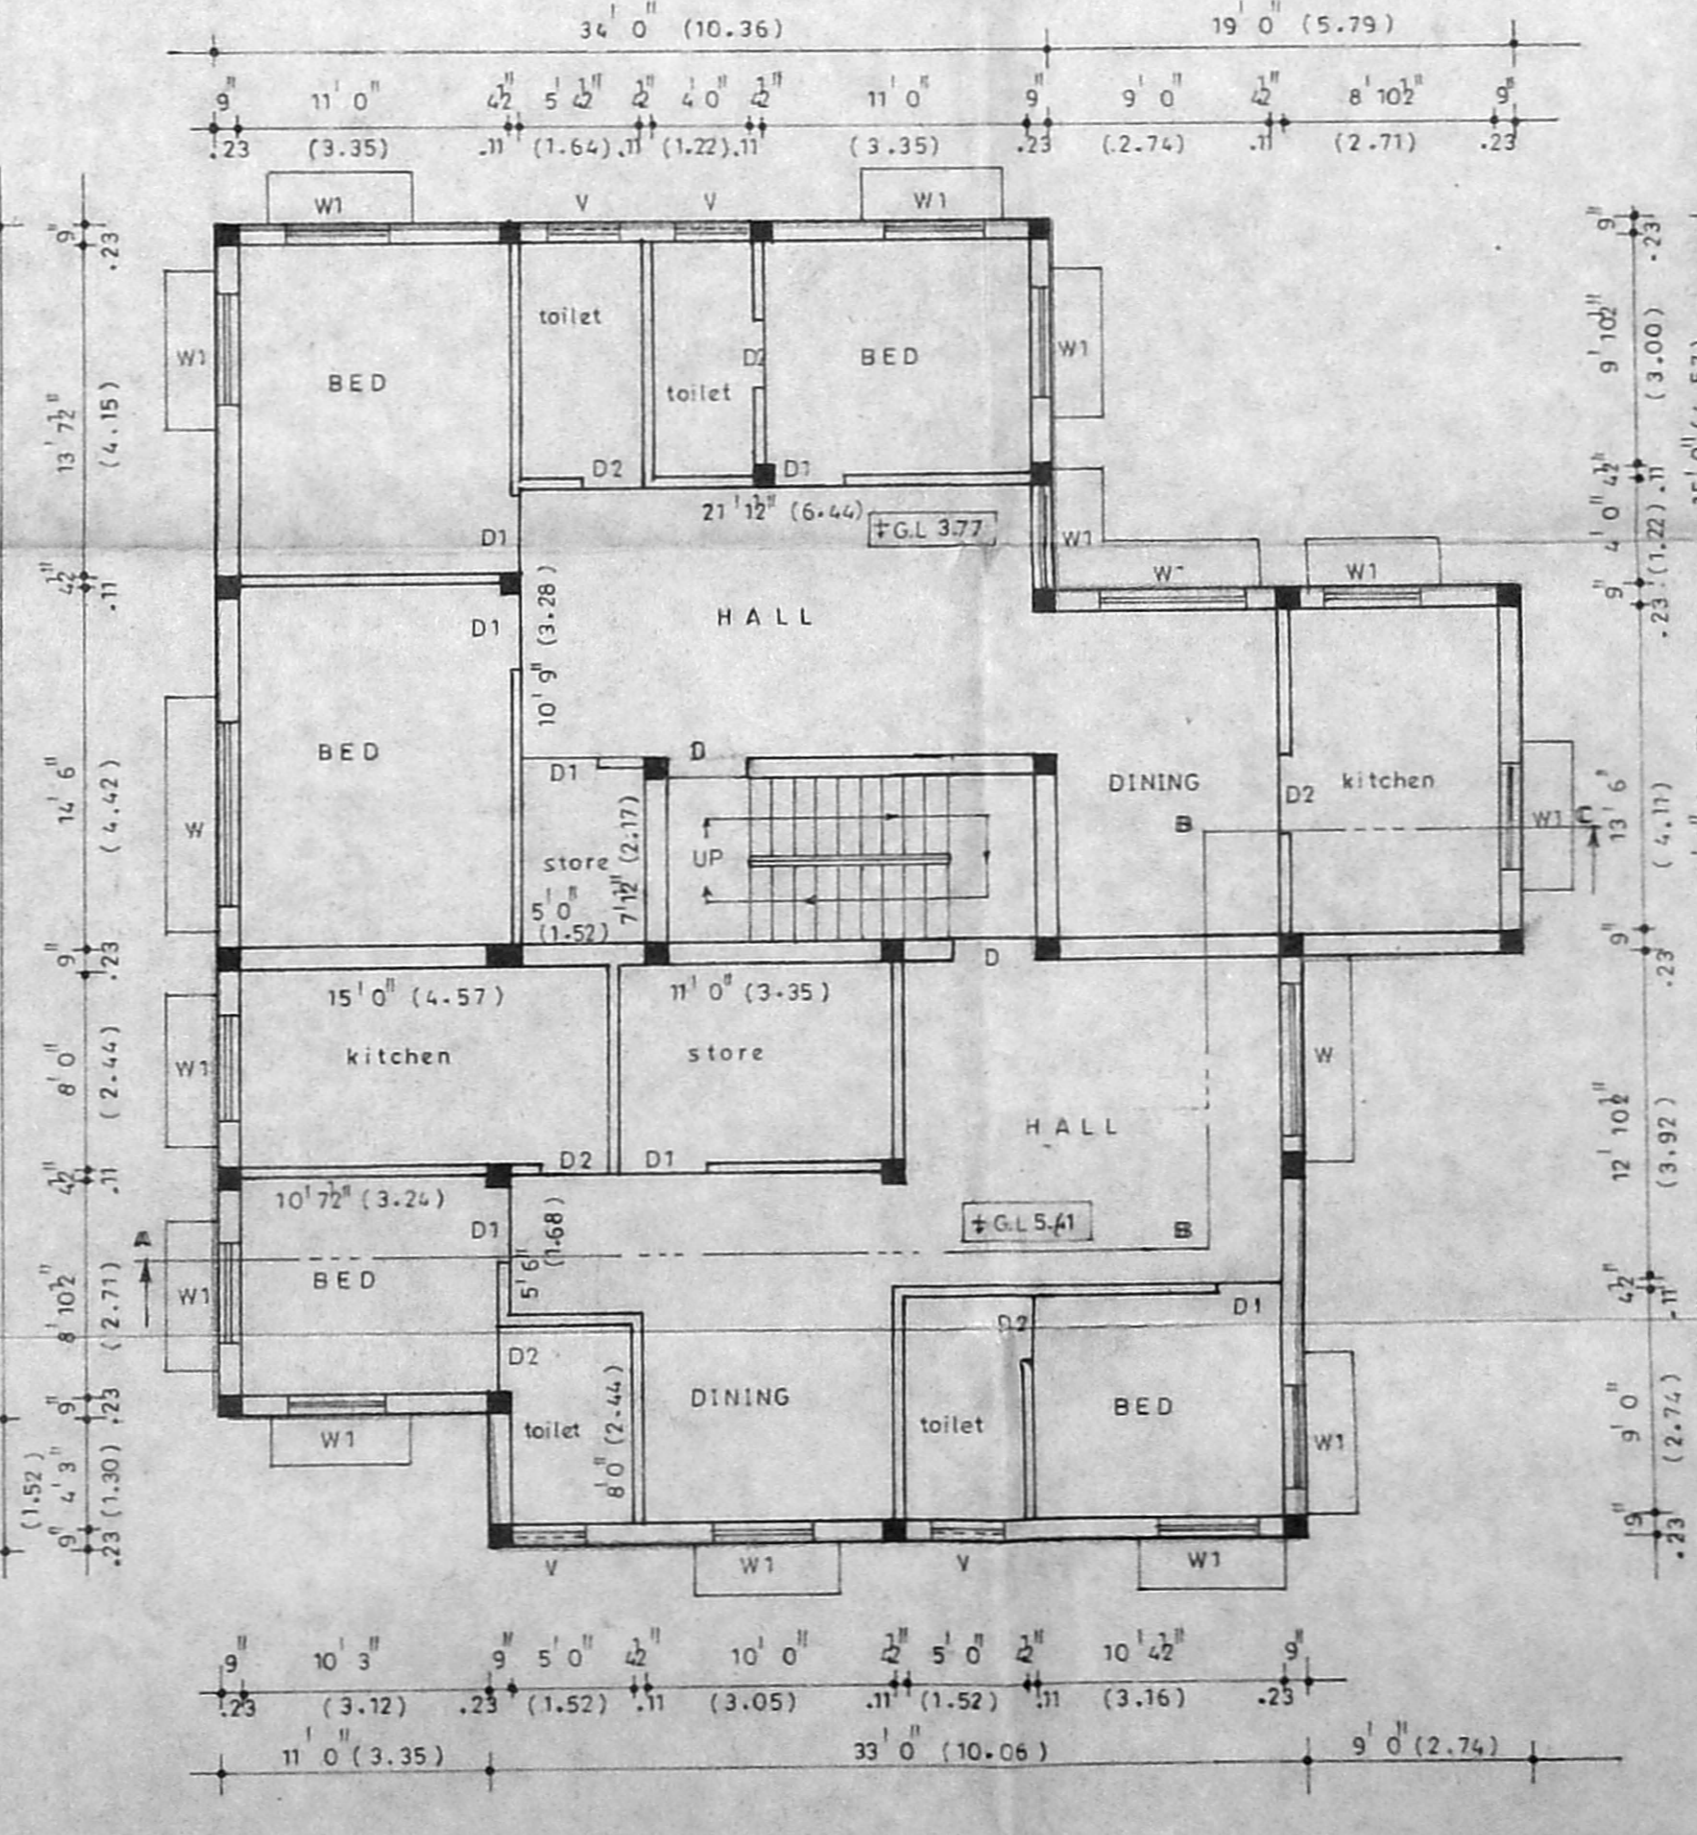 34' 0" (10.36)
19' 0" (5.79)
9" 11' 0" 4½" 5' 4½" 4½" 4' 0" 4½" 11' 0" 9" 9' 0" 4½" 8' 10½" 9"
.23 (3.35) .11 (1.64) .11 (1.22) .11 (3.35) .23 (2.74) .11 (2.71) .23
W1 V V W1
9" .23
9" .23
toilet
W1 BED toilet D2 BED W1
13' 7½" (4.15)
9' 10½" (3.00)
D2 D1
4½" .11
21' 1½" (6.44)
‡G.L 3.77
D1 W1
4' 0" (1.22)
W1
4½" .11
9" .23
D1 HALL
10' 9" (3.28)
BED D1 D DINING kitchen
D2
14' 6" (4.42)
W store UP B W1 C
7' 1½" (2.17)
13' 6" (4.11)
5' 0"
(1.52)
9" .23
D
9" .23
15' 0" (4.57) 11' 0" (3.35)
W1 kitchen store W
8' 0" (2.44)
HALL
12' 10½" (3.92)
D2 D1
4½" .11
10' 7½" (3.24)
D1 ‡G.L 5.41 B
A
5' 6" (1.68)
W1 BED
8' 10½" (2.71)
4½" .11
D2 D1
D2
8' 0" (2.44)
9" .23
DINING BED
toilet toilet
W1 W1
9' 0" (2.74)
(1.52) 4' 3" (1.30)
9" .23
9" .23
V W1 V W1
9" 10' 3" 9" 5' 0" 4½" 10' 0" 4½" 5' 0" 4½" 10' 4½" 9"
.23 (3.12) .23 (1.52) .11 (3.05) .11 (1.52) .11 (3.16) .23
11' 0" (3.35) 33' 0" (10.06) 9' 0" (2.74)